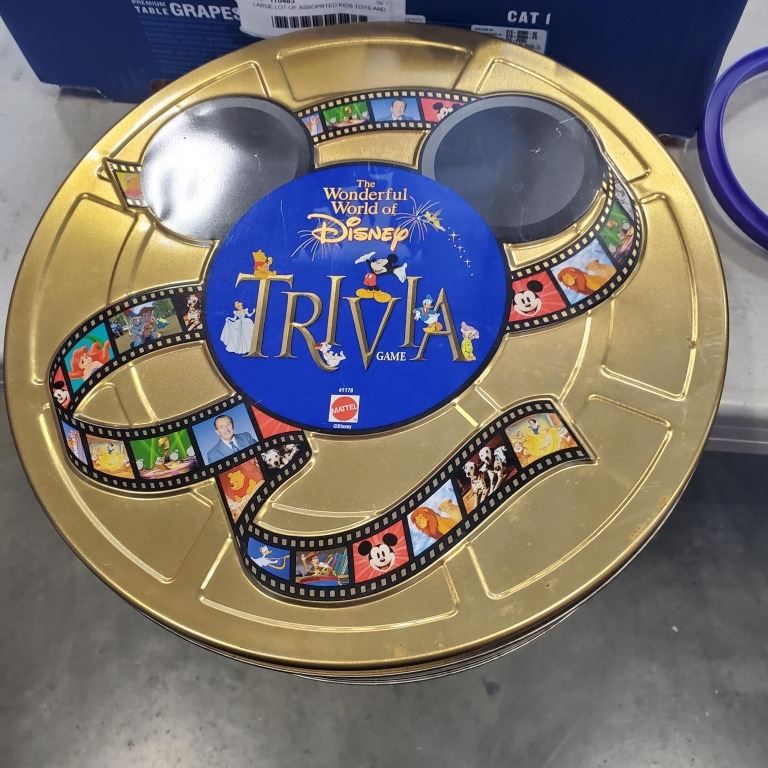 PREMIUM
TABLE GRAPES
170483
LARGE LOT OF ASSORTED KIDS TOYS AND
CAT I
The
Wonderful
World of
Disney
TRIVIA
GAME
41178
MATTEL
©Disney